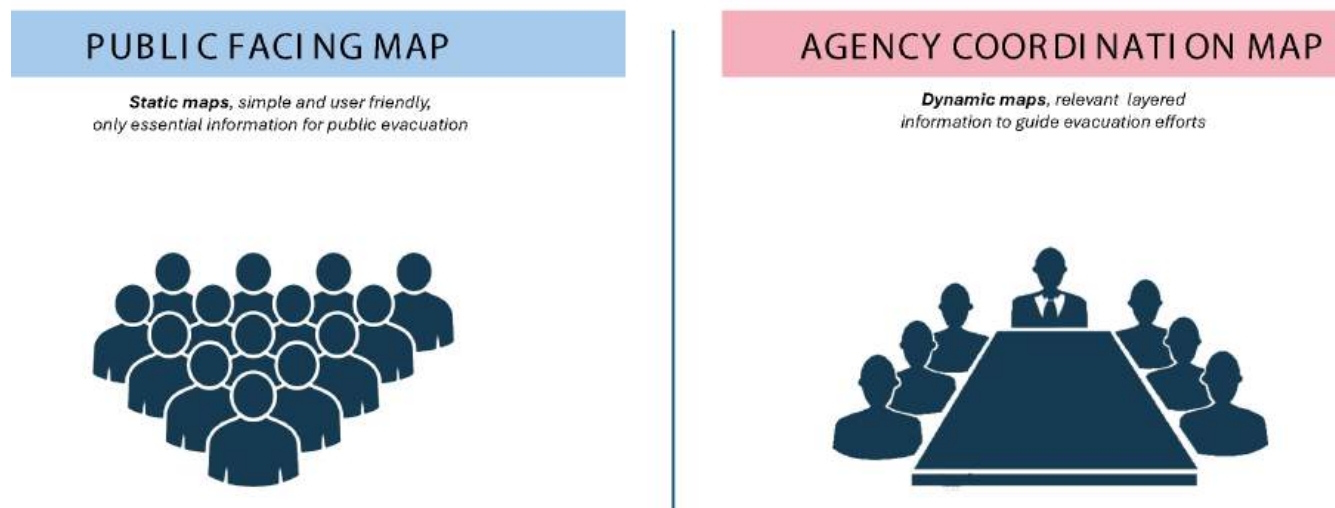 PUBLIC FACING MAP
Static maps, simple and user friendly,
only essential information for public evacuation
AGENCY COORDINATION MAP
Dynamic maps, relevant layered
information to guide evacuation efforts